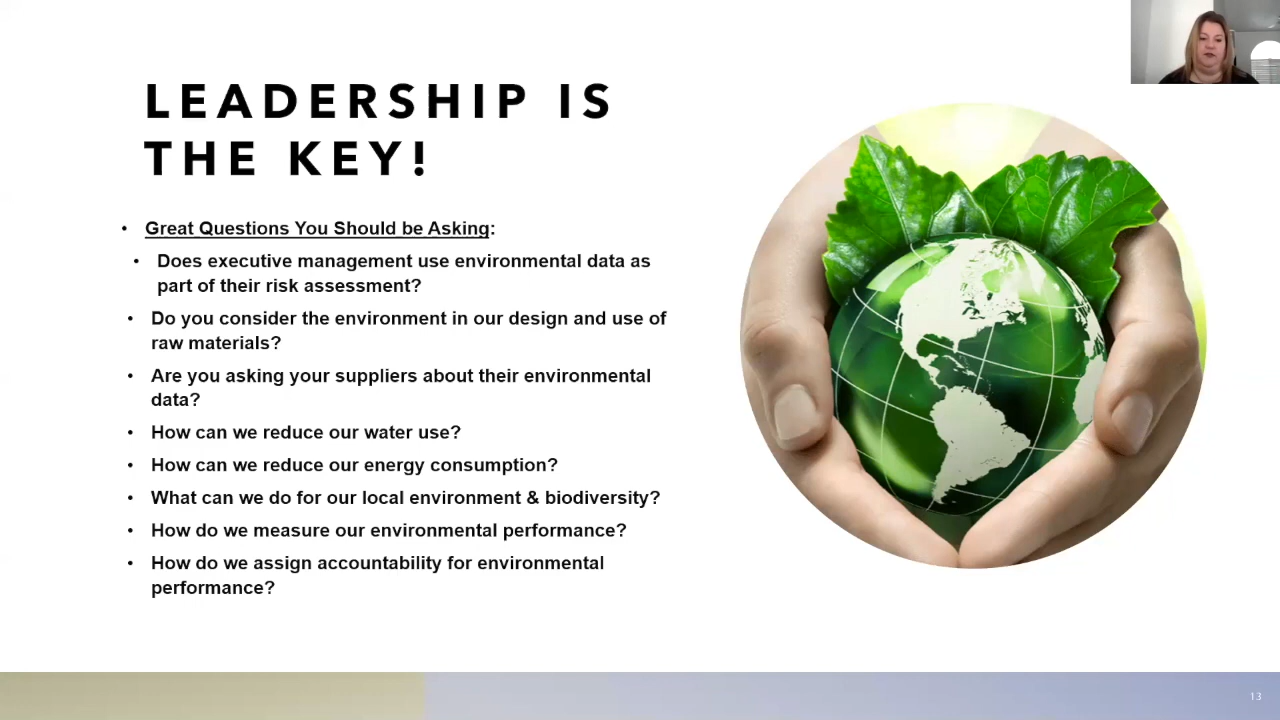 LEADERSHIP IS
THE KEY!
• Great Questions You Should be Asking:
• Does executive management use environmental data as
part of their risk assessment?
• Do you consider the environment in our design and use of
raw materials?
• Are you asking your suppliers about their environmental
data?
• How can we reduce our water use?
• How can we reduce our energy consumption?
• What can we do for our local environment & biodiversity?
• How do we measure our environmental performance?
• How do we assign accountability for environmental
performance?
13